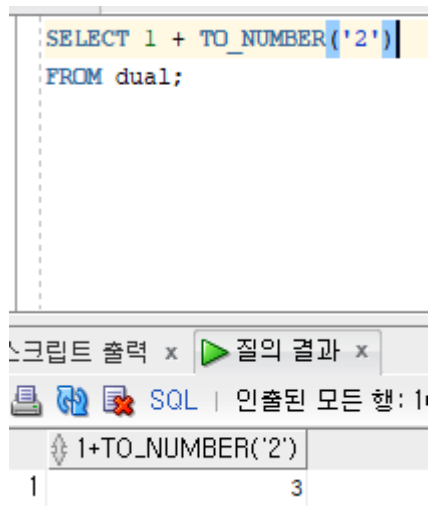 SELECT 1 + TO_NUMBER('2')
FROM dual;
스크립트 출력 x 질의 결과 x
SQL | 인출된 모든 행: 1
1+TO_NUMBER('2')
1 3